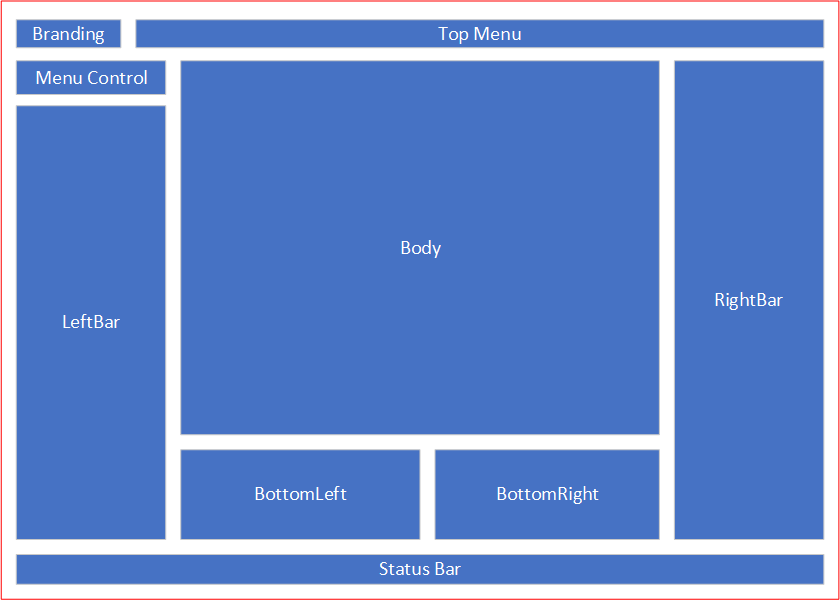 Branding
Top Menu
Menu Control
Body
LeftBar
RightBar
BottomLeft
BottomRight
Status Bar